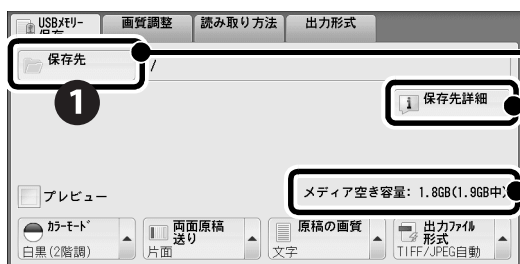 USBメモリー
保存
画質調整
読み取り方法
出力形式
保存先
/
1
保存先詳細
メディア空き容量: 1.8GB(1.9GB中)
プレビュー
カラーモード
白黒(2階調)
両面原稿
送り
片面
原稿の画質
文字
出力ファイル
形式
TIFF/JPEG自動